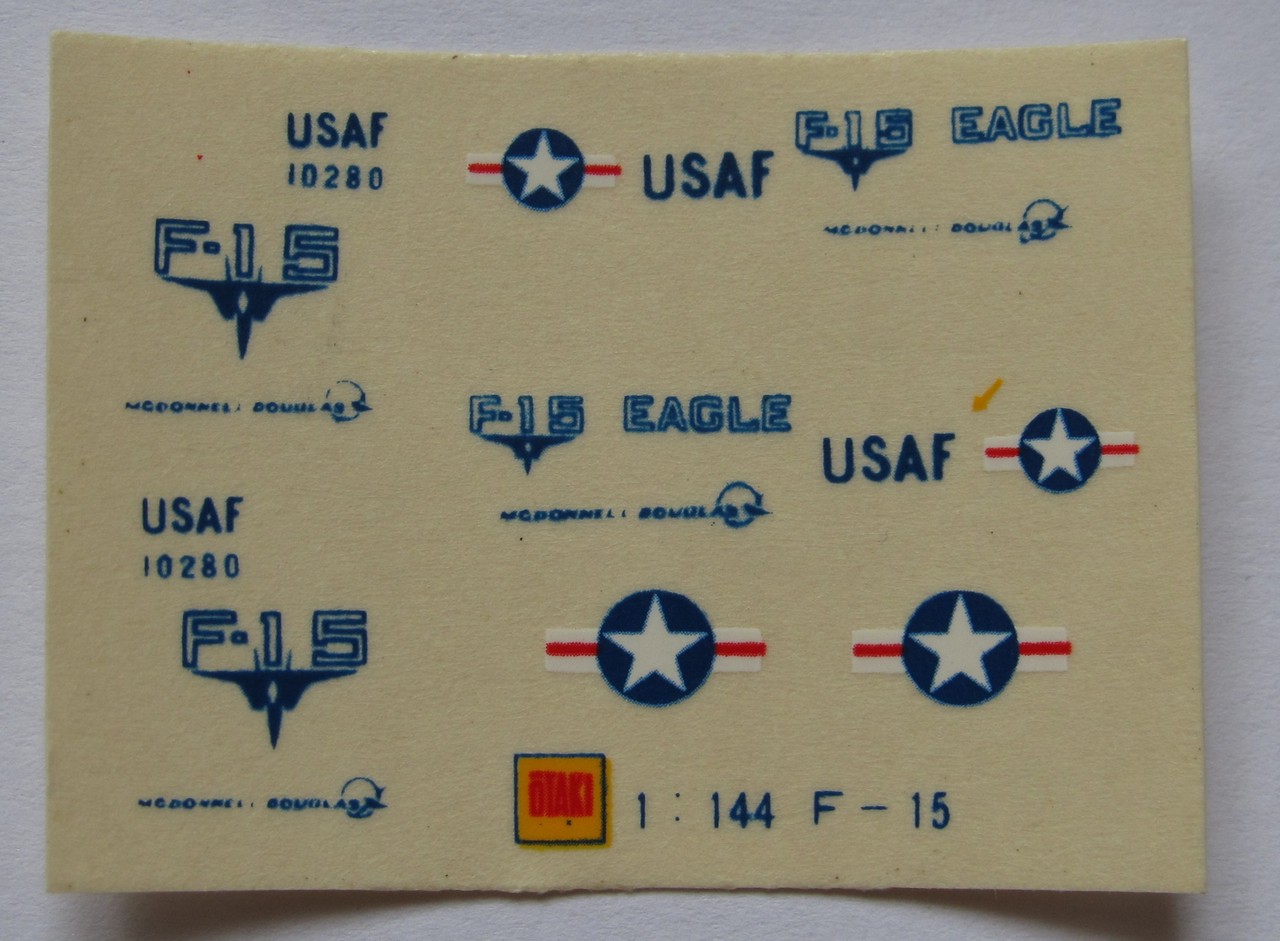 USAF
10280
USAF
F-15 EAGLE
MCDONNELL DOUGLAS
F-15
MCDONNELL DOUGLAS
F-15 EAGLE
MCDONNELL DOUGLAS
USAF
USAF
10280
F-15
MCDONNELL DOUGLAS
OTAKI
1:144 F-15